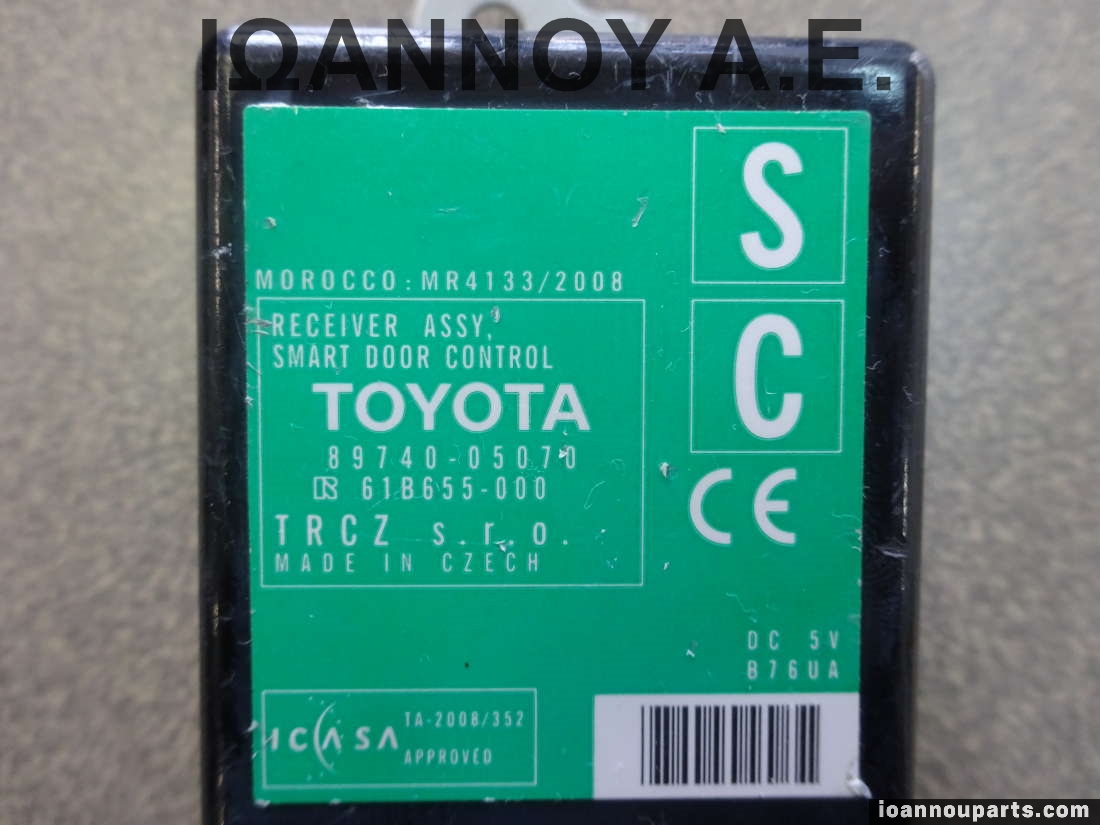 ΙΩΑΝΝΟΥ Α.Ε.
S
MOROCCO: MR4133/2008
C
RECEIVER ASSY,
SMART DOOR CONTROL
TOYOTA
89740-05070
61B655-000
CE
TRCZ s.r.o.
MADE IN CZECH
DC 5V
B76UA
ICASA
TA-2008/352
APPROVED
ioannouparts.com